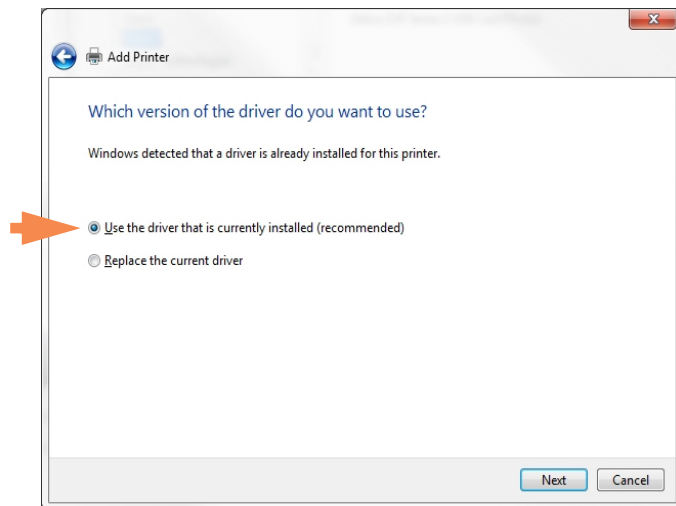 Add Printer
Which version of the driver do you want to use?
Windows detected that a driver is already installed for this printer.
Use the driver that is currently installed (recommended)
Replace the current driver
Next Cancel